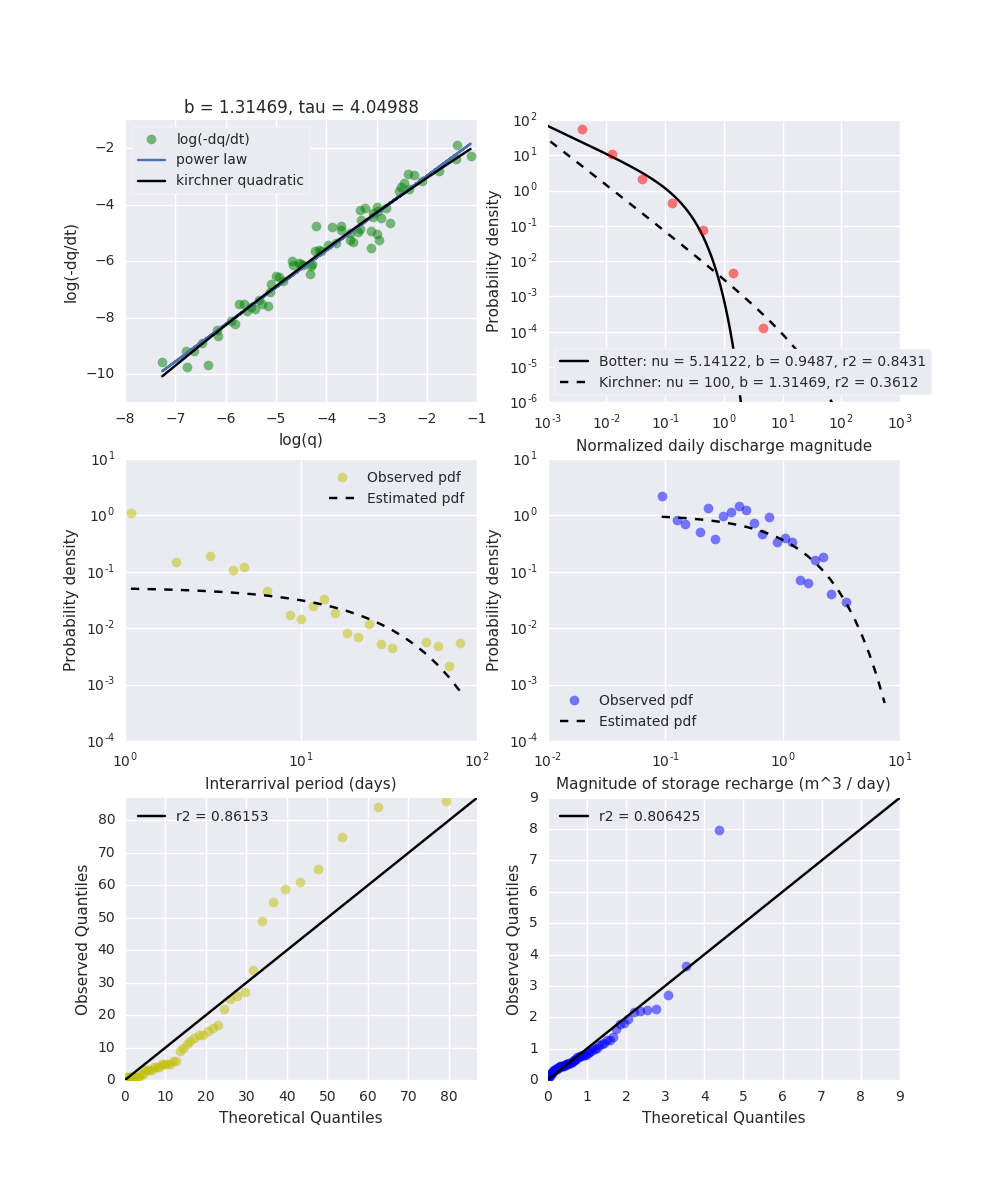 b = 1.31469, tau = 4.04988
log(-dq/dt)
power law
kirchner quadratic
−2
−4
−6
−8
−10
log(-dq/dt)
−8 −7 −6 −5 −4 −3 −2 −1
log(q)
10^2
10^1
10^0
10^-1
10^-2
10^-3
10^-4
10^-5
10^-6
Probability density
Botter: nu = 5.14122, b = 0.9487, r2 = 0.8431
Kirchner: nu = 100, b = 1.31469, r2 = 0.3612
10^-3 10^-2 10^-1 10^0 10^1 10^2 10^3
Normalized daily discharge magnitude
10^1
10^0
10^-1
10^-2
10^-3
10^-4
Probability density
Observed pdf
Estimated pdf
10^0 10^1 10^2
Interarrival period (days)
10^1
10^0
10^-1
10^-2
10^-3
10^-4
Probability density
Observed pdf
Estimated pdf
10^-2 10^-1 10^0 10^1
Magnitude of storage recharge (m^3 / day)
r2 = 0.86153
80
70
60
50
40
30
20
10
0
Observed Quantiles
0 10 20 30 40 50 60 70 80
Theoretical Quantiles
r2 = 0.806425
9
8
7
6
5
4
3
2
1
0
Observed Quantiles
0 1 2 3 4 5 6 7 8 9
Theoretical Quantiles